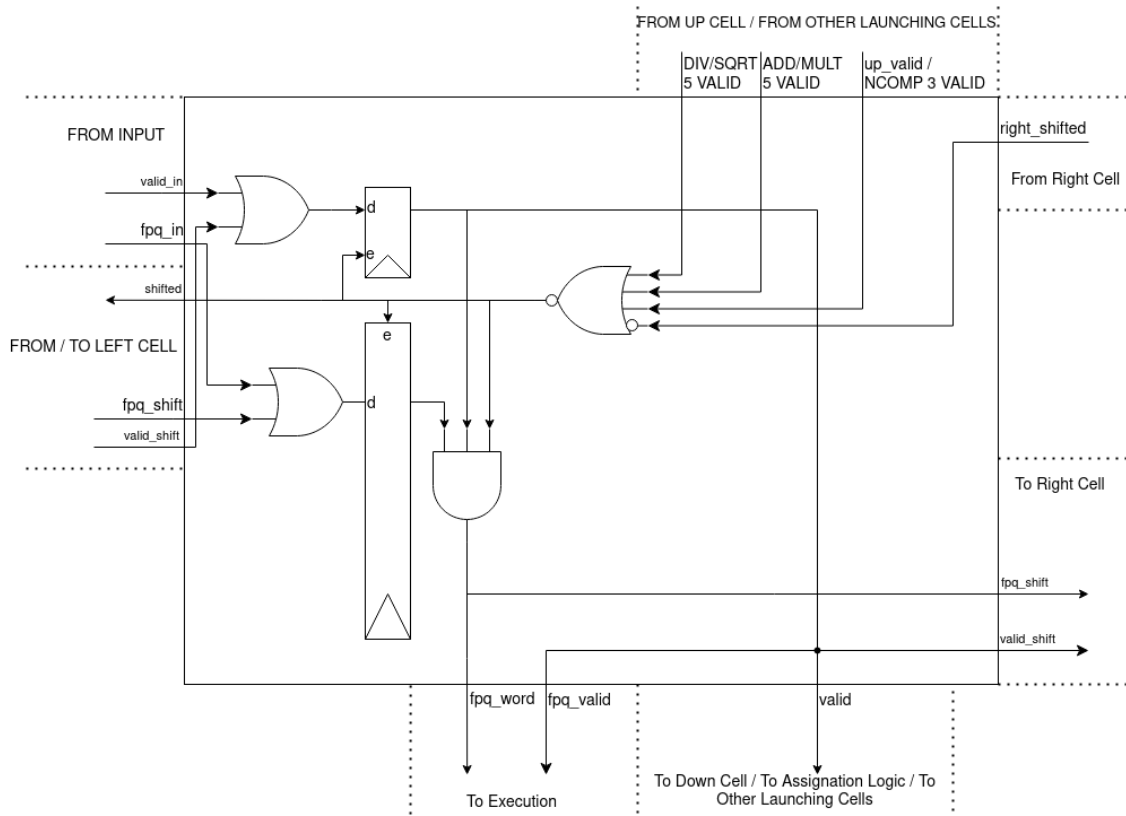 FROM UP CELL / FROM OTHER LAUNCHING CELLS
DIV/SQRT
5 VALID
ADD/MULT
5 VALID
up_valid /
NCOMP 3 VALID
FROM INPUT
right_shifted
valid_in
From Right Cell
d
fpq_in
e
shifted
e
FROM / TO LEFT CELL
fpq_shift
d
valid_shift
To Right Cell
fpq_shift
valid_shift
fpq_word
fpq_valid
valid
To Execution
To Down Cell / To Assignation Logic / To
Other Launching Cells